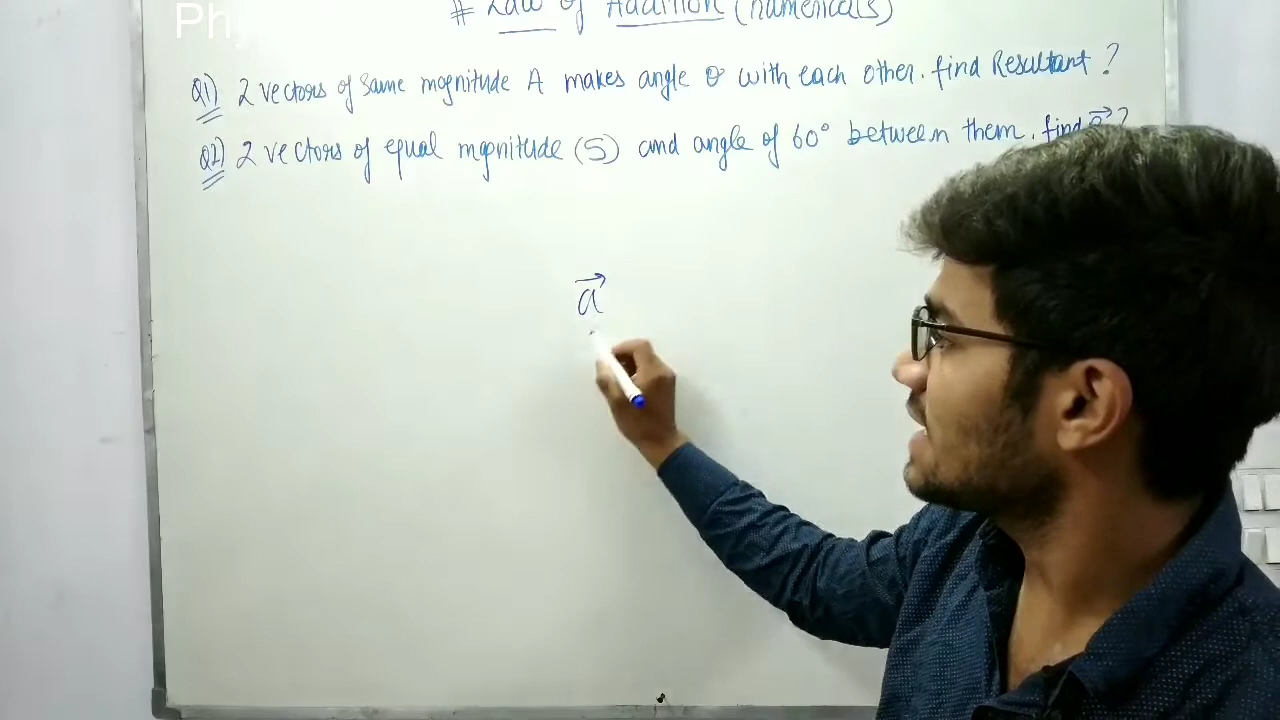 Phy
# Law of Addition (numericals)
Q1) 2 vectors of same magnitude A makes angle θ with each other. find Resultant ?
Q2) 2 vectors of equal magnitude (5) and angle of 60° between them. find ?
a⃗